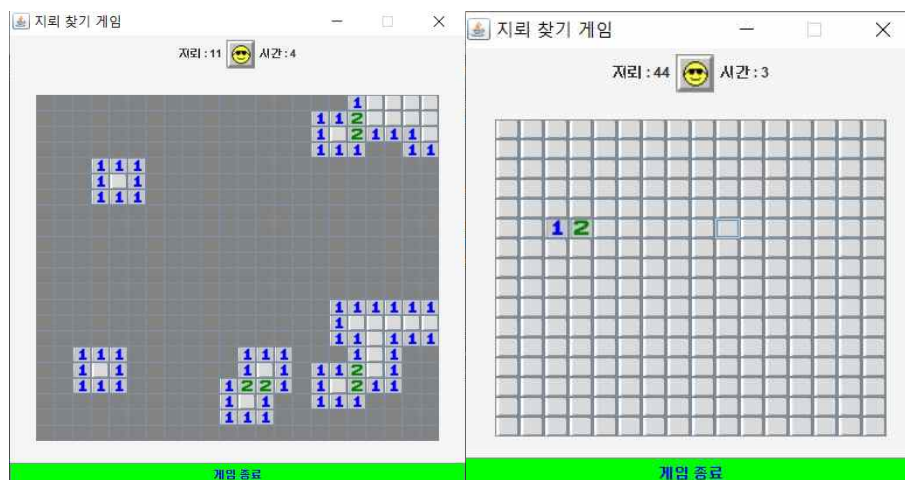 지뢰 찾기 게임
지뢰 : 11 시간 : 4
1
1 1 2
1 2 1 1 1
1 1 1 1 1
1 1 1
1 1
1 1 1
1 1 1 1 1 1
1
1 1 1 1 1
1 1 1 1 1 1 1 1
1 1 1 1 1 1 2 1
1 1 1 1 2 2 1 1 2 1 1
1 1 1 1 1
1 1 1
게임 종료
지뢰 찾기 게임
지뢰 : 44 시간 : 3
1 2
게임 종료